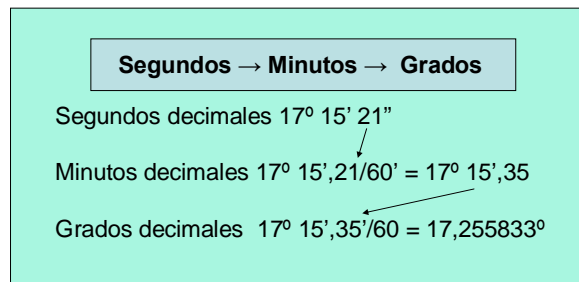 Segundos → Minutos → Grados
Segundos decimales 17º 15’ 21”
Minutos decimales 17º 15’,21/60’ = 17º 15’,35
Grados decimales 17º 15’,35’/60 = 17,255833º